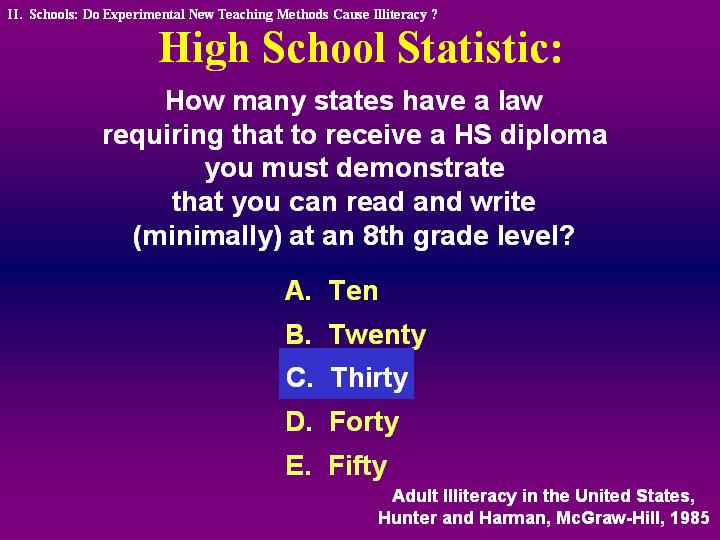 II. Schools: Do Experimental New Teaching Methods Cause Illiteracy ?
High School Statistic:
How many states have a law
requiring that to receive a HS diploma
you must demonstrate
that you can read and write
(minimally) at an 8th grade level?
A. Ten
B. Twenty
C. Thirty
D. Forty
E. Fifty
Adult Illiteracy in the United States,
Hunter and Harman, McGraw-Hill, 1985